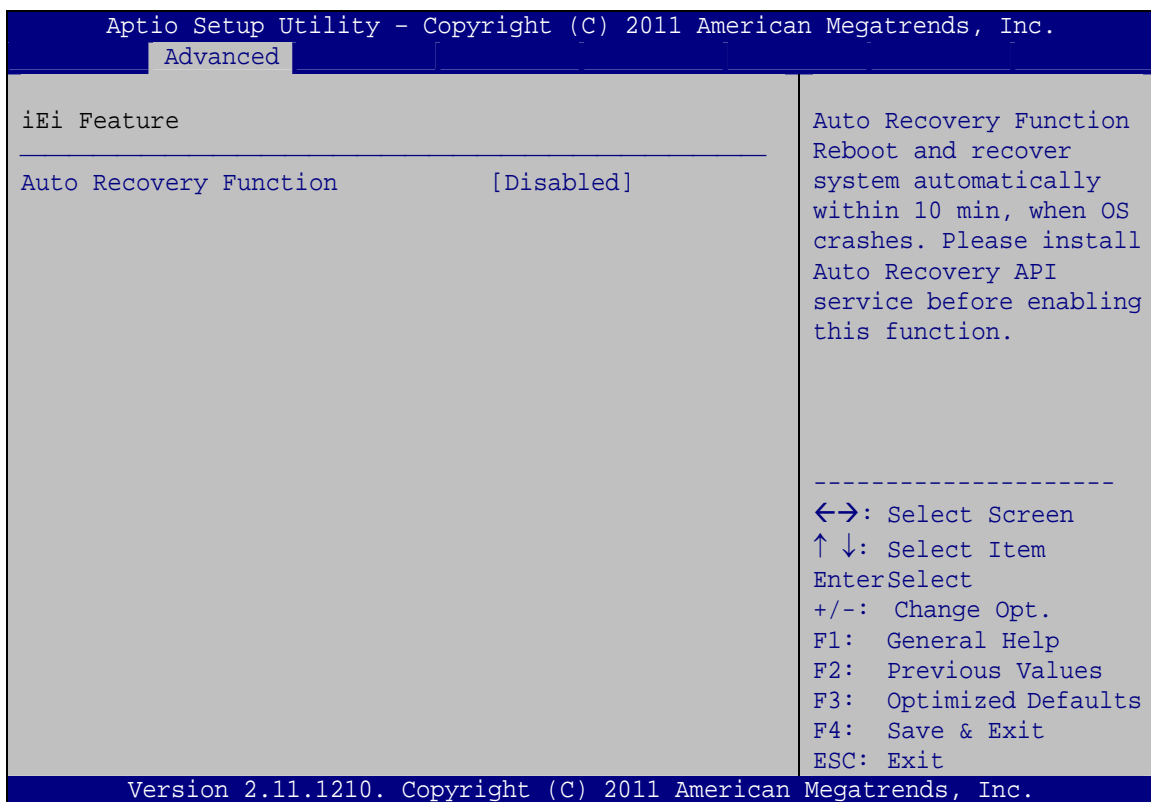 Aptio Setup Utility – Copyright (C) 2011 American Megatrends, Inc.
Advanced
iEi Feature
Auto Recovery Function [Disabled]
Auto Recovery Function
Reboot and recover
system automatically
within 10 min, when OS
crashes. Please install
Auto Recovery API
service before enabling
this function.
---------------------
←→: Select Screen
↑ ↓: Select Item
EnterSelect
+/-: Change Opt.
F1: General Help
F2: Previous Values
F3: Optimized Defaults
F4: Save & Exit
ESC: Exit
Version 2.11.1210. Copyright (C) 2011 American Megatrends, Inc.